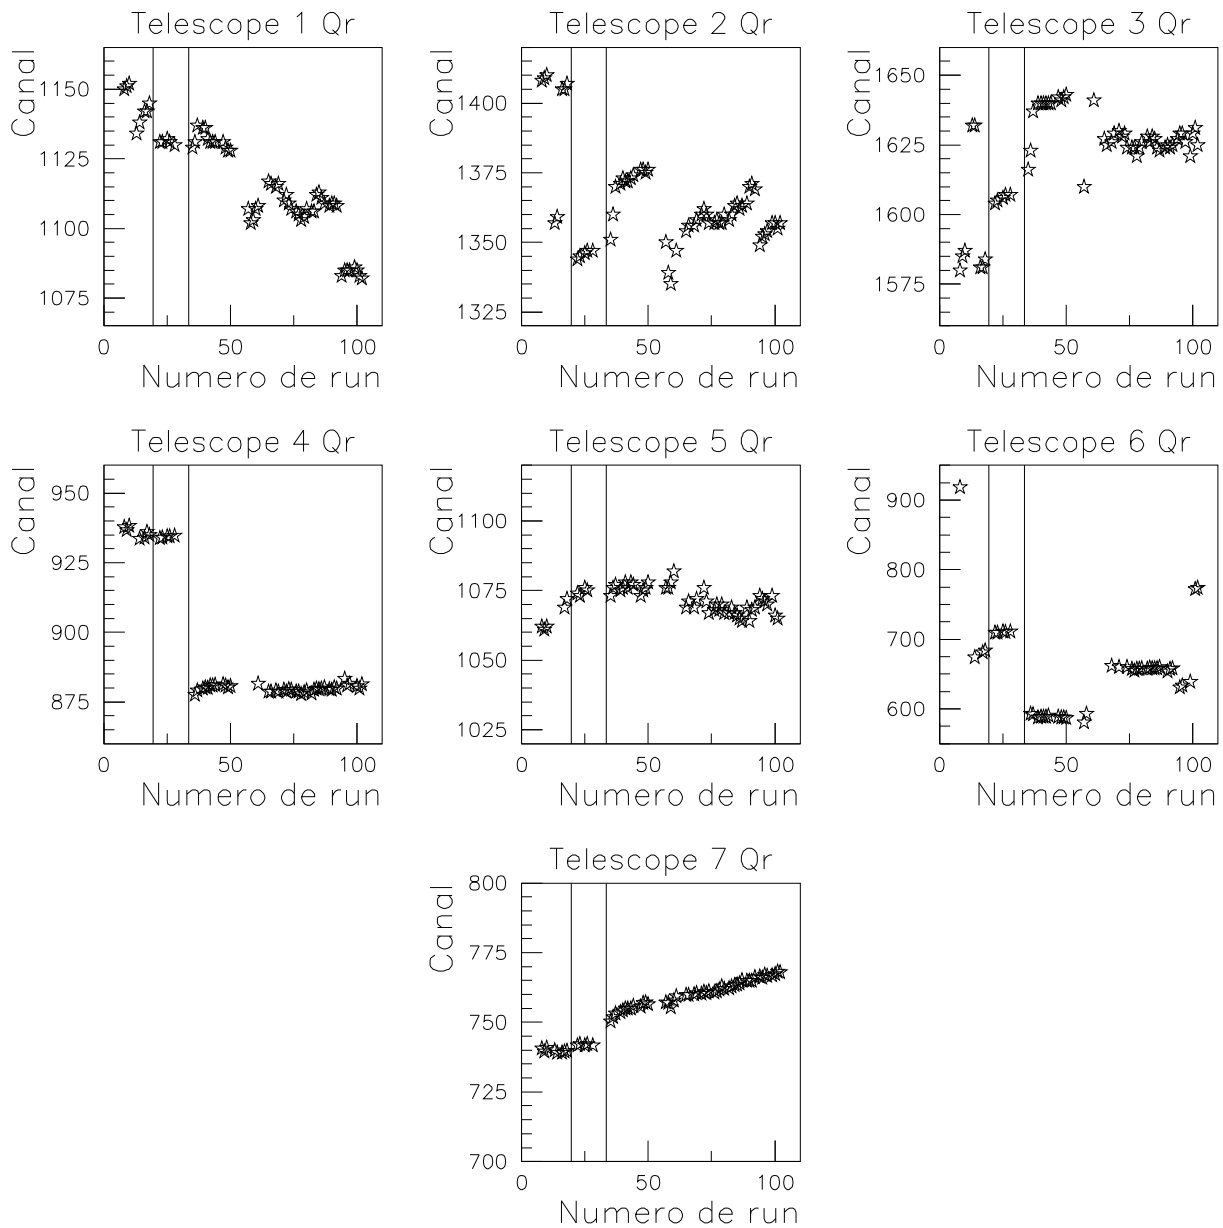 Telescope 1 Qr
Telescope 2 Qr
Telescope 3 Qr
Canal
1150
1125
1100
1075
0
50
100
Numero de run
Canal
1400
1375
1350
1325
0
50
100
Numero de run
Canal
1650
1625
1600
1575
0
50
100
Numero de run
Telescope 4 Qr
Telescope 5 Qr
Telescope 6 Qr
Canal
950
925
900
875
0
50
100
Numero de run
Canal
1100
1075
1050
1025
0
50
100
Numero de run
Canal
900
800
700
600
0
50
100
Numero de run
Telescope 7 Qr
Canal
800
775
750
725
700
0
50
100
Numero de run